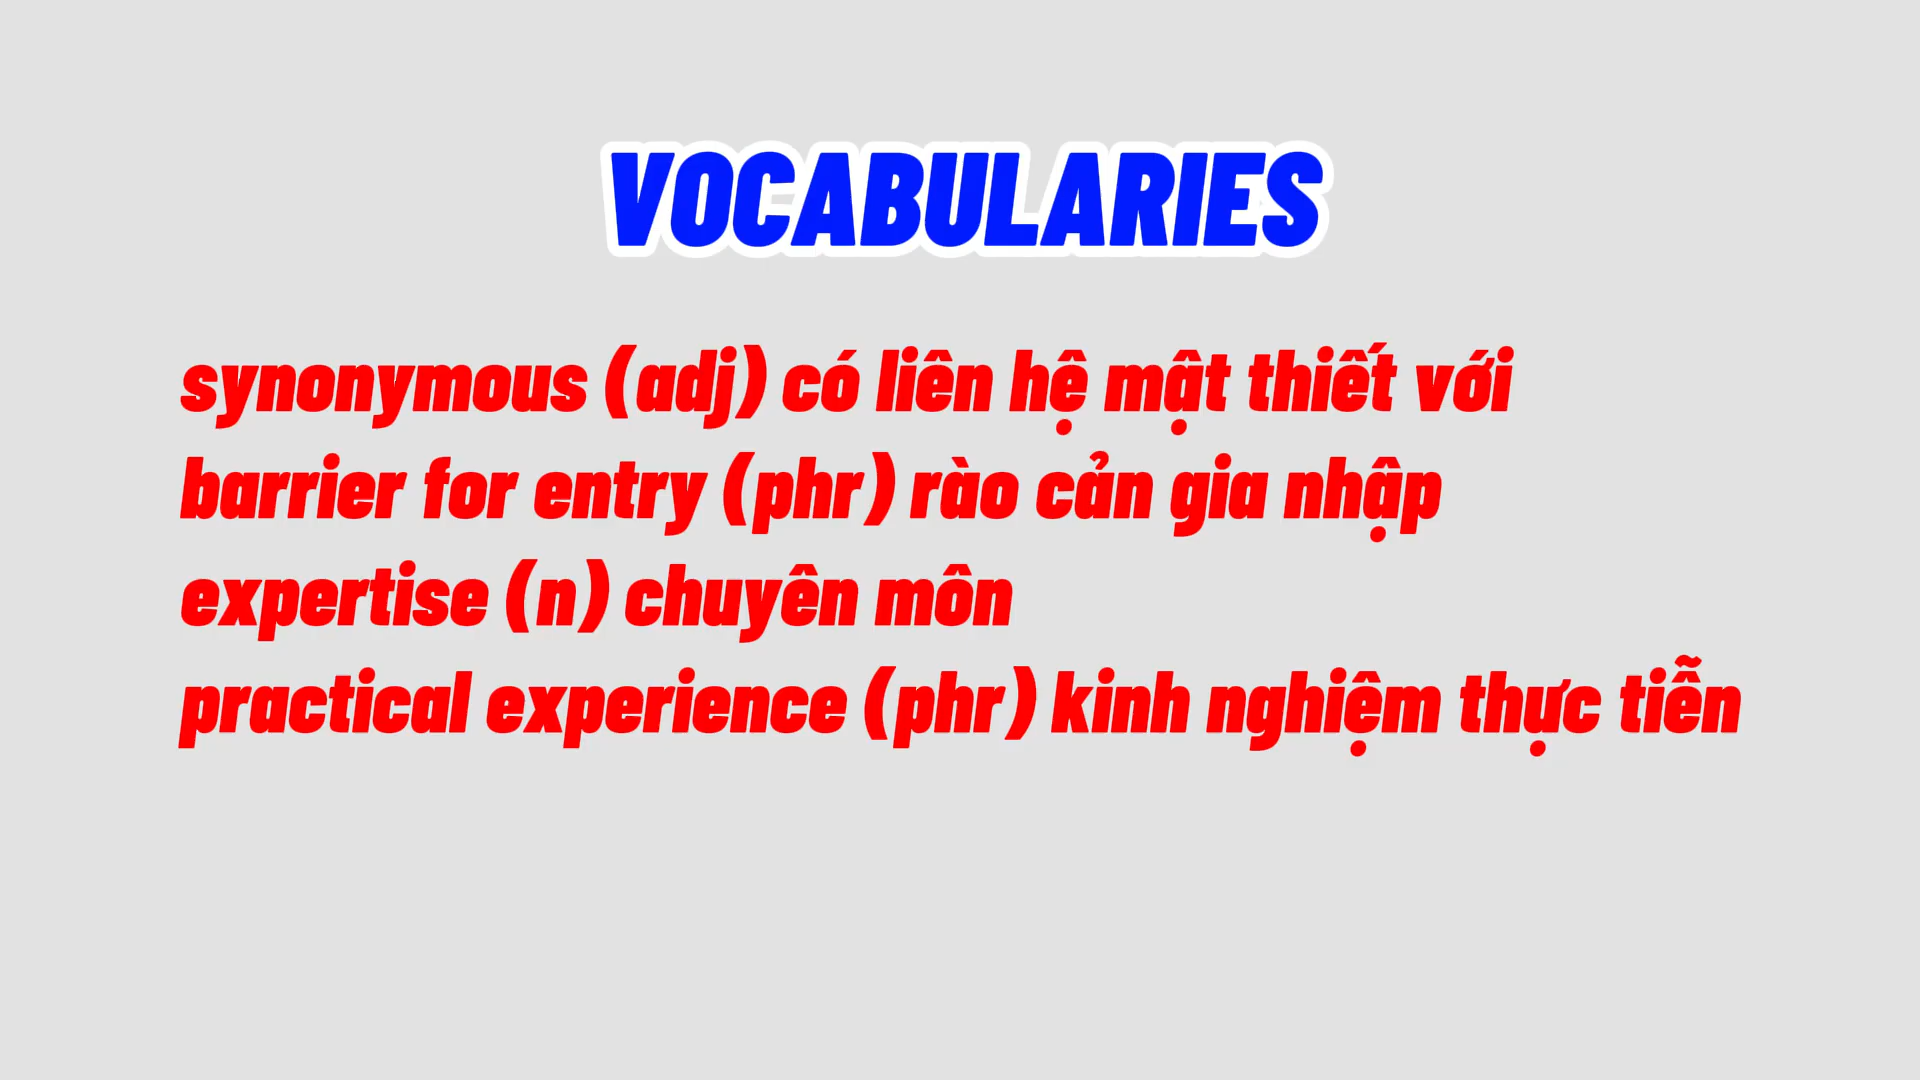 VOCABULARIES
synonymous (adj) có liên hệ mật thiết với
barrier for entry (phr) rào cản gia nhập
expertise (n) chuyên môn
practical experience (phr) kinh nghiệm thực tiễn